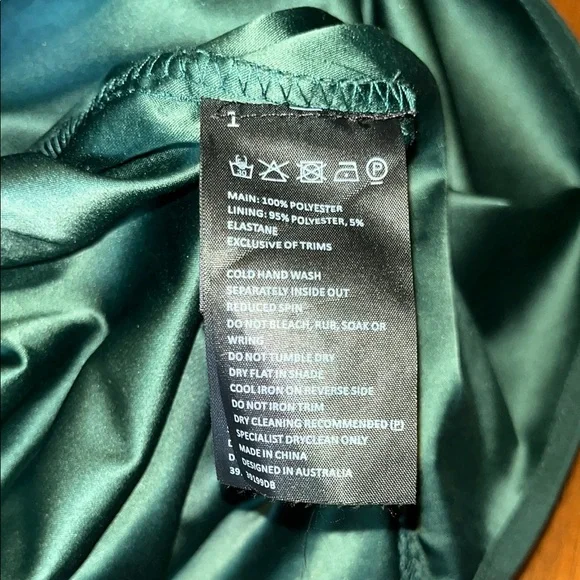 1
30
P
MAIN: 100% POLYESTER
LINING: 95% POLYESTER, 5%
ELASTANE
EXCLUSIVE OF TRIMS
COLD HAND WASH
SEPARATELY INSIDE OUT
REDUCED SPIN
DO NOT BLEACH, RUB, SOAK OR
WRING
DO NOT TUMBLE DRY
DRY FLAT IN SHADE
COOL IRON ON REVERSE SIDE
DO NOT IRON TRIM
DRY CLEANING RECOMMENDED (P)
SPECIALIST DRYCLEAN ONLY
MADE IN CHINA
DESIGNED IN AUSTRALIA
39.